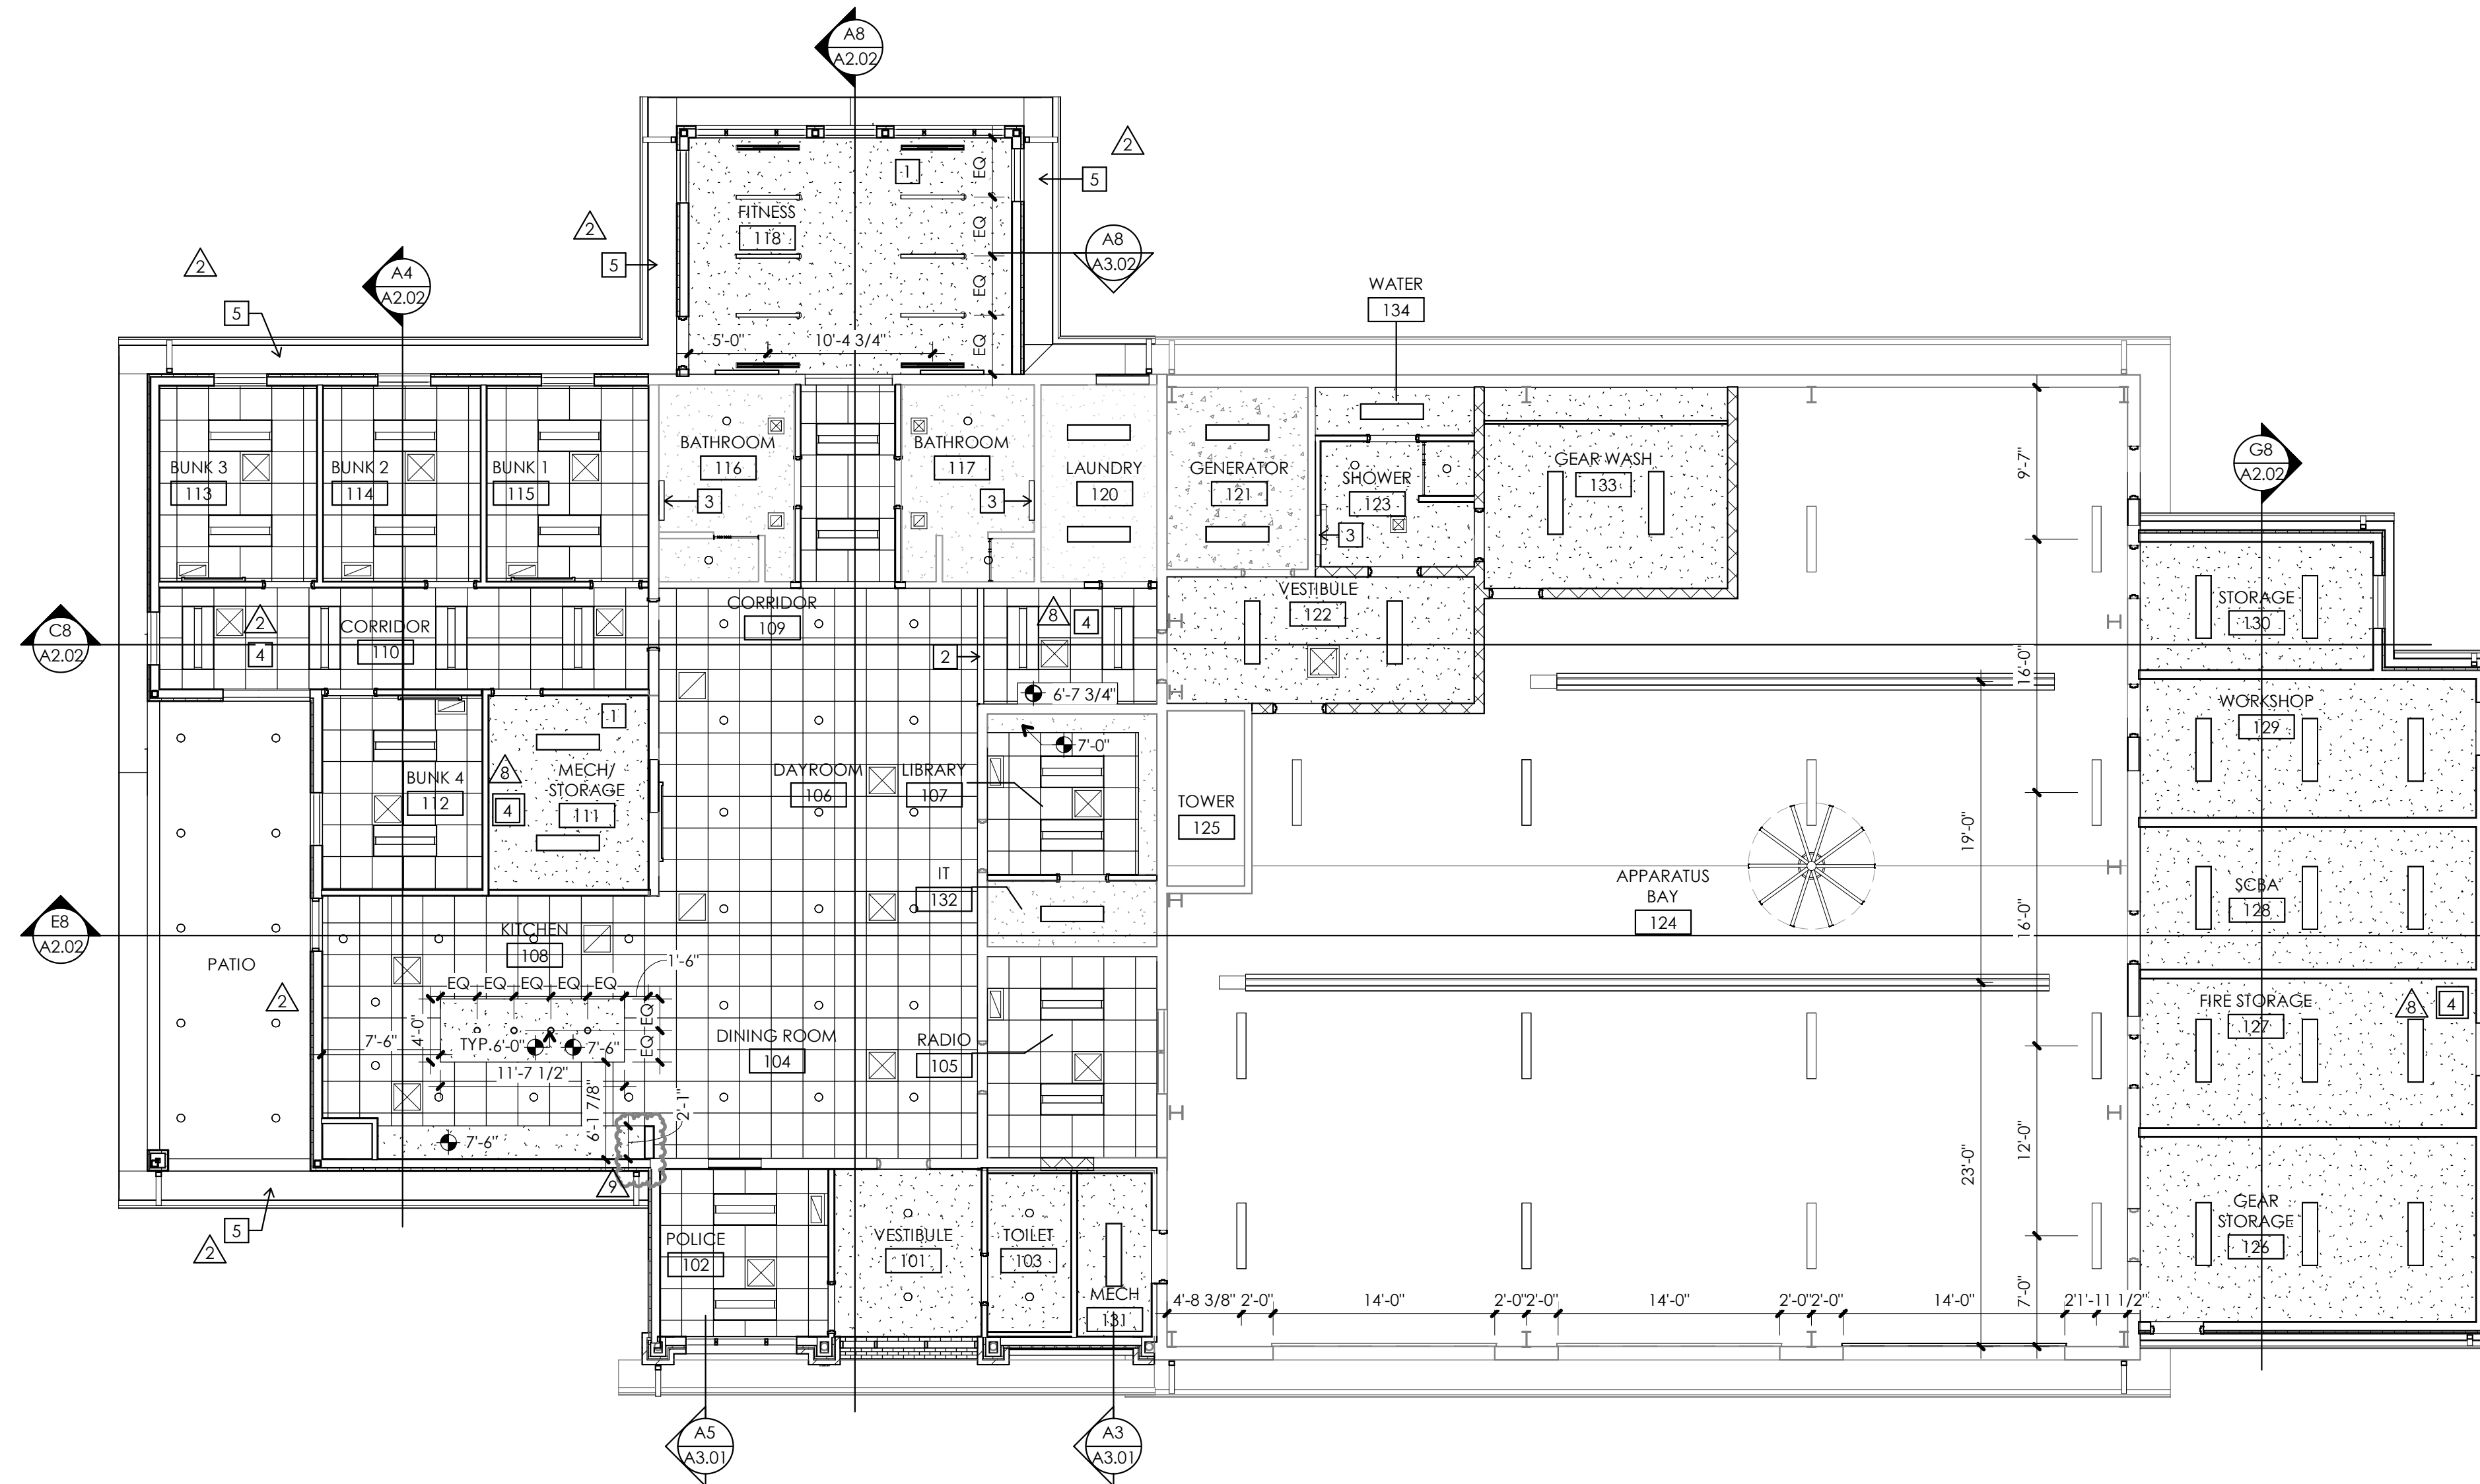 A8
A2.02
2
1
EQ
5
FITNESS
118
EQ
2
2
5
A8
A3.02
A4
A2.02
EQ
WATER
134
5
5'-0"
10'-4 3/4"
EQ
BUNK 3
113
BUNK 2
114
BUNK 1
115
BATHROOM
116
3
BATHROOM
117
3
LAUNDRY
120
GENERATOR
121
SHOWER
123
3
GEAR WASH
133
9'-7"
G8
A2.02
C8
A2.02
2
4
CORRIDOR
110
CORRIDOR
109
2
8
4
6'-7 3/4"
VESTIBULE
122
STORAGE
130
16'-0"
WORKSHOP
129
7'-0"
BUNK 4
112
8
4
1
MECH/
STORAGE
111
DAYROOM
106
LIBRARY
107
TOWER
125
19'-0"
IT
132
APPARATUS
BAY
124
SCBA
128
E8
A2.02
16'-0"
PATIO
2
KITCHEN
108
1'-6"
EQ
EQ
EQ
EQ
EQ
7'-6"
4'-0"
TYP.
6'-0"
7'-6"
EQ
EQ
11'-7 1/2"
DINING ROOM
104
RADIO
105
FIRE STORAGE
127
8
4
6'-1 7/8"
2'-1"
7'-6"
9
23'-0"
12'-0"
5
2
POLICE
102
VESTIBULE
101
TOILET
103
MECH
131
GEAR
STORAGE
126
4'-8 3/8"
2'-0"
14'-0"
2'-0"
2'-0"
14'-0"
2'-0"
2'-0"
14'-0"
7'-0"
2'
1'-11 1/2"
A5
A3.01
A3
A3.01